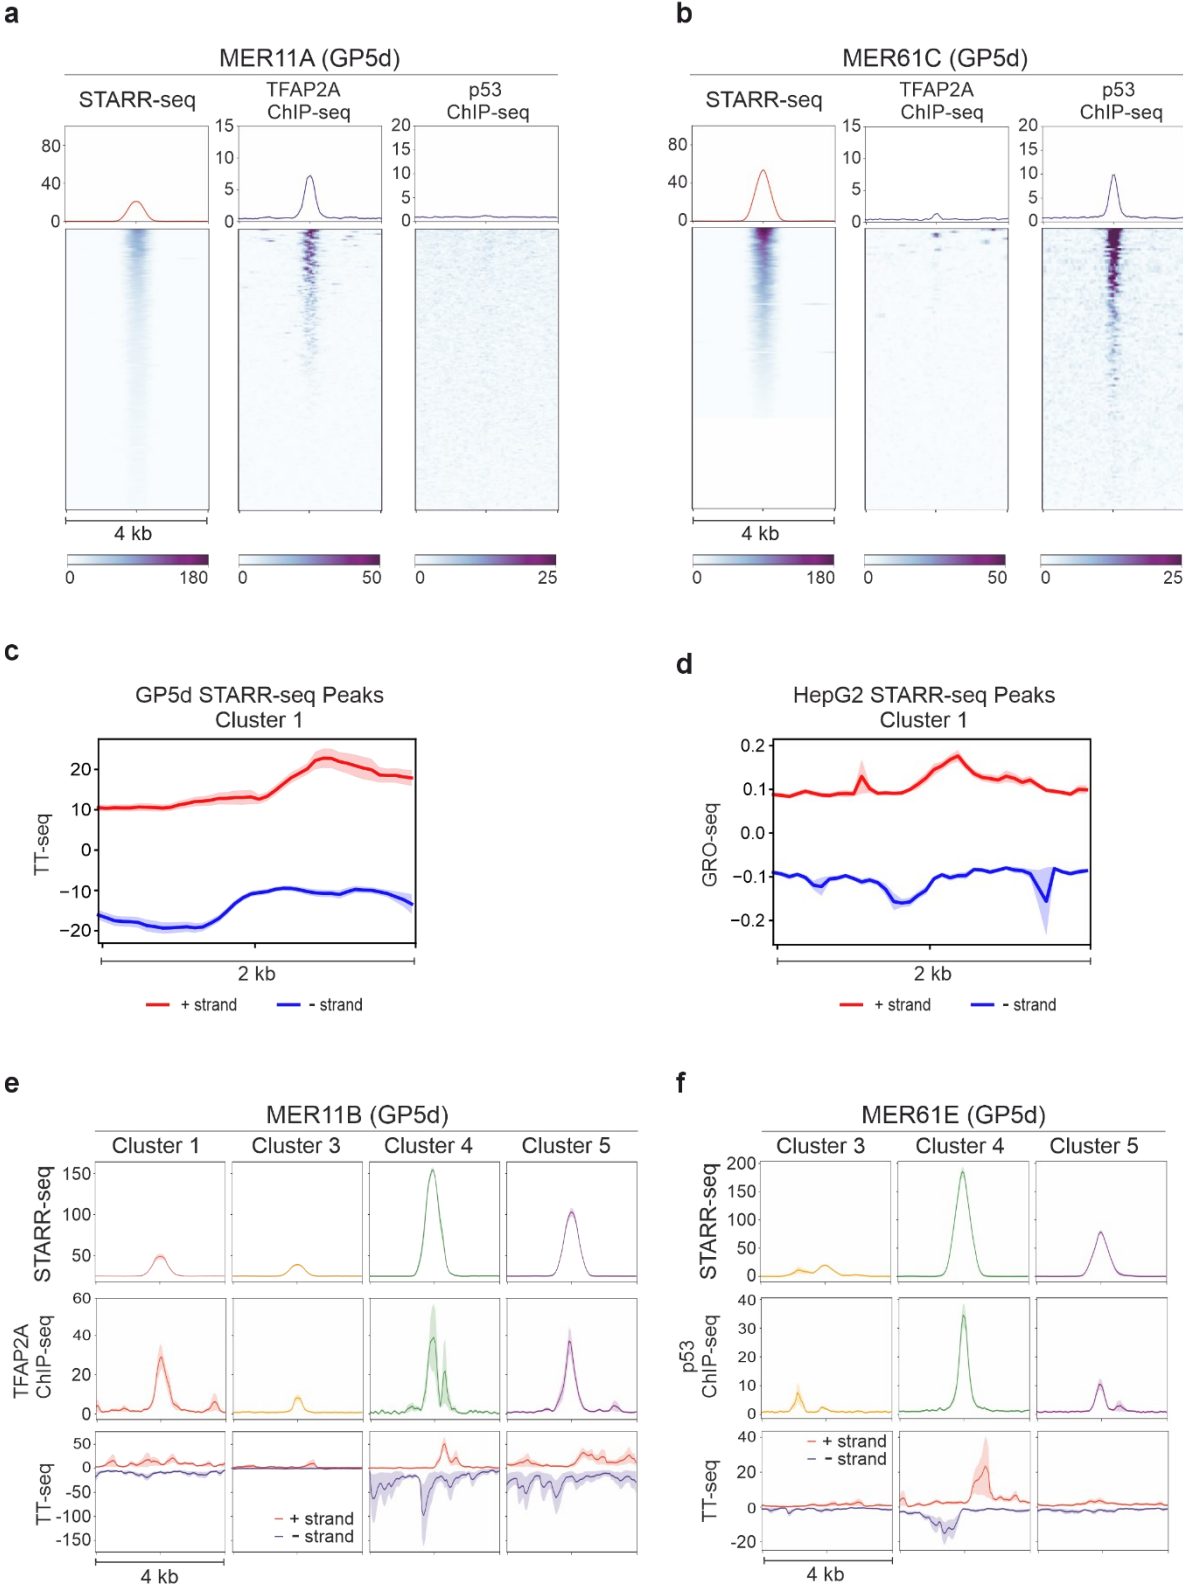 a
MER11A (GP5d)
STARR-seq
TFAP2A
ChIP-seq
p53
ChIP-seq
80
40
0
15
10
5
0
20
15
10
5
0
4 kb
0 180
0 50
0 25
b
MER61C (GP5d)
STARR-seq
TFAP2A
ChIP-seq
p53
ChIP-seq
80
40
0
15
10
5
0
20
15
10
5
0
4 kb
0 180
0 50
0 25
c
GP5d STARR-seq Peaks
Cluster 1
TT-seq
20
10
0
−10
−20
2 kb
+ strand - strand
d
HepG2 STARR-seq Peaks
Cluster 1
GRO-seq
0.2
0.1
0.0
−0.1
−0.2
2 kb
+ strand - strand
e
MER11B (GP5d)
Cluster 1 Cluster 3 Cluster 4 Cluster 5
STARR-seq
150
100
50
TFAP2A
ChIP-seq
60
40
20
0
TT-seq
50
0
-50
-100
-150
+ strand
- strand
4 kb
f
MER61E (GP5d)
Cluster 3 Cluster 4 Cluster 5
STARR-seq
200
150
100
50
0
p53
ChIP-seq
40
30
20
10
0
TT-seq
40
20
0
-20
+ strand
- strand
4 kb